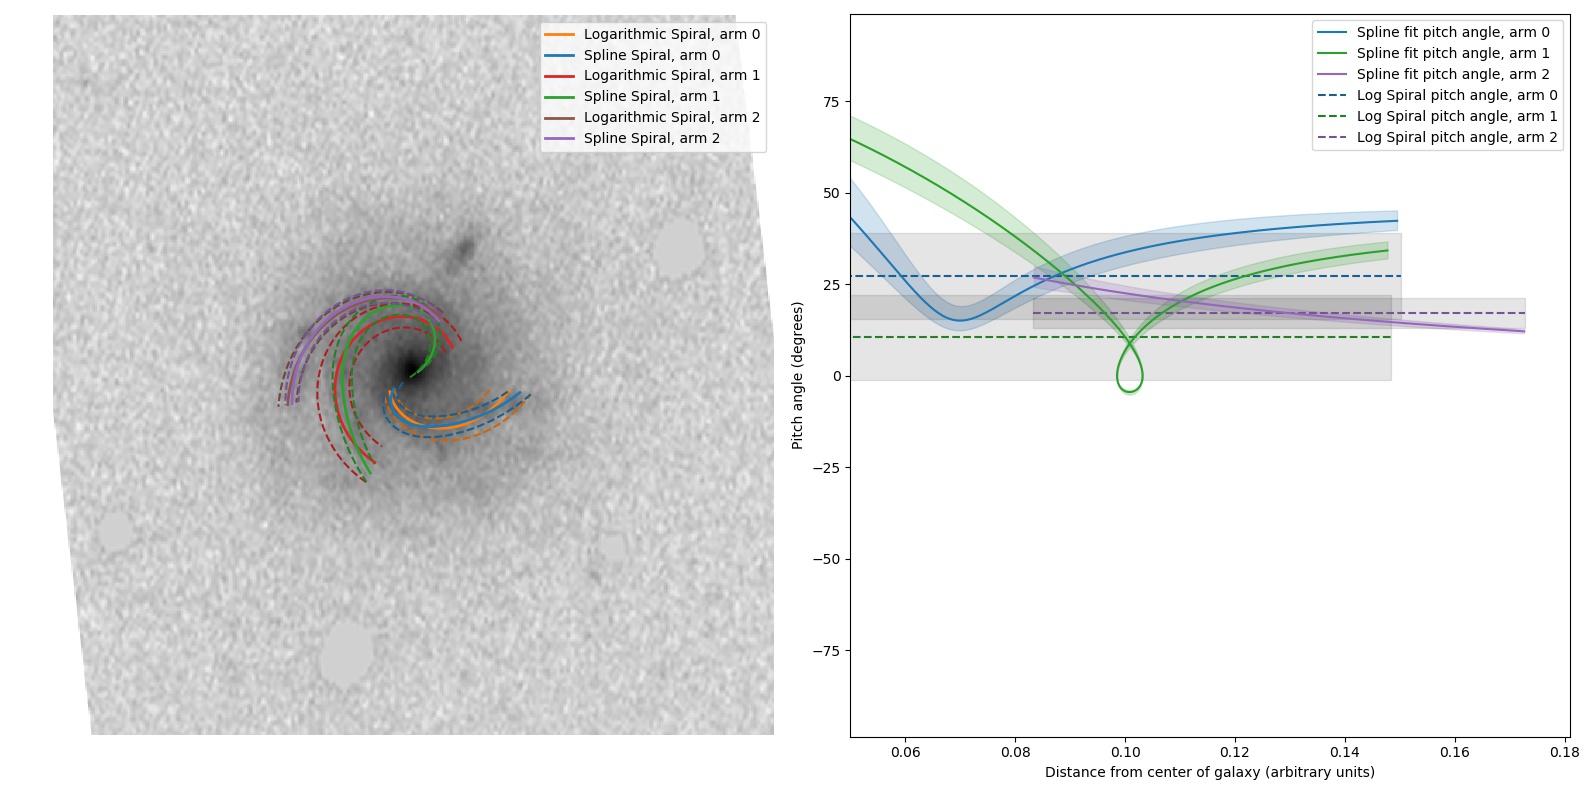 Logarithmic Spiral, arm 0
Spline Spiral, arm 0
Logarithmic Spiral, arm 1
Spline Spiral, arm 1
Logarithmic Spiral, arm 2
Spline Spiral, arm 2
Spline fit pitch angle, arm 0
Spline fit pitch angle, arm 1
Spline fit pitch angle, arm 2
Log Spiral pitch angle, arm 0
Log Spiral pitch angle, arm 1
Log Spiral pitch angle, arm 2
75
50
25
0
−25
−50
−75
Pitch angle (degrees)
0.06 0.08 0.10 0.12 0.14 0.16 0.18
Distance from center of galaxy (arbitrary units)